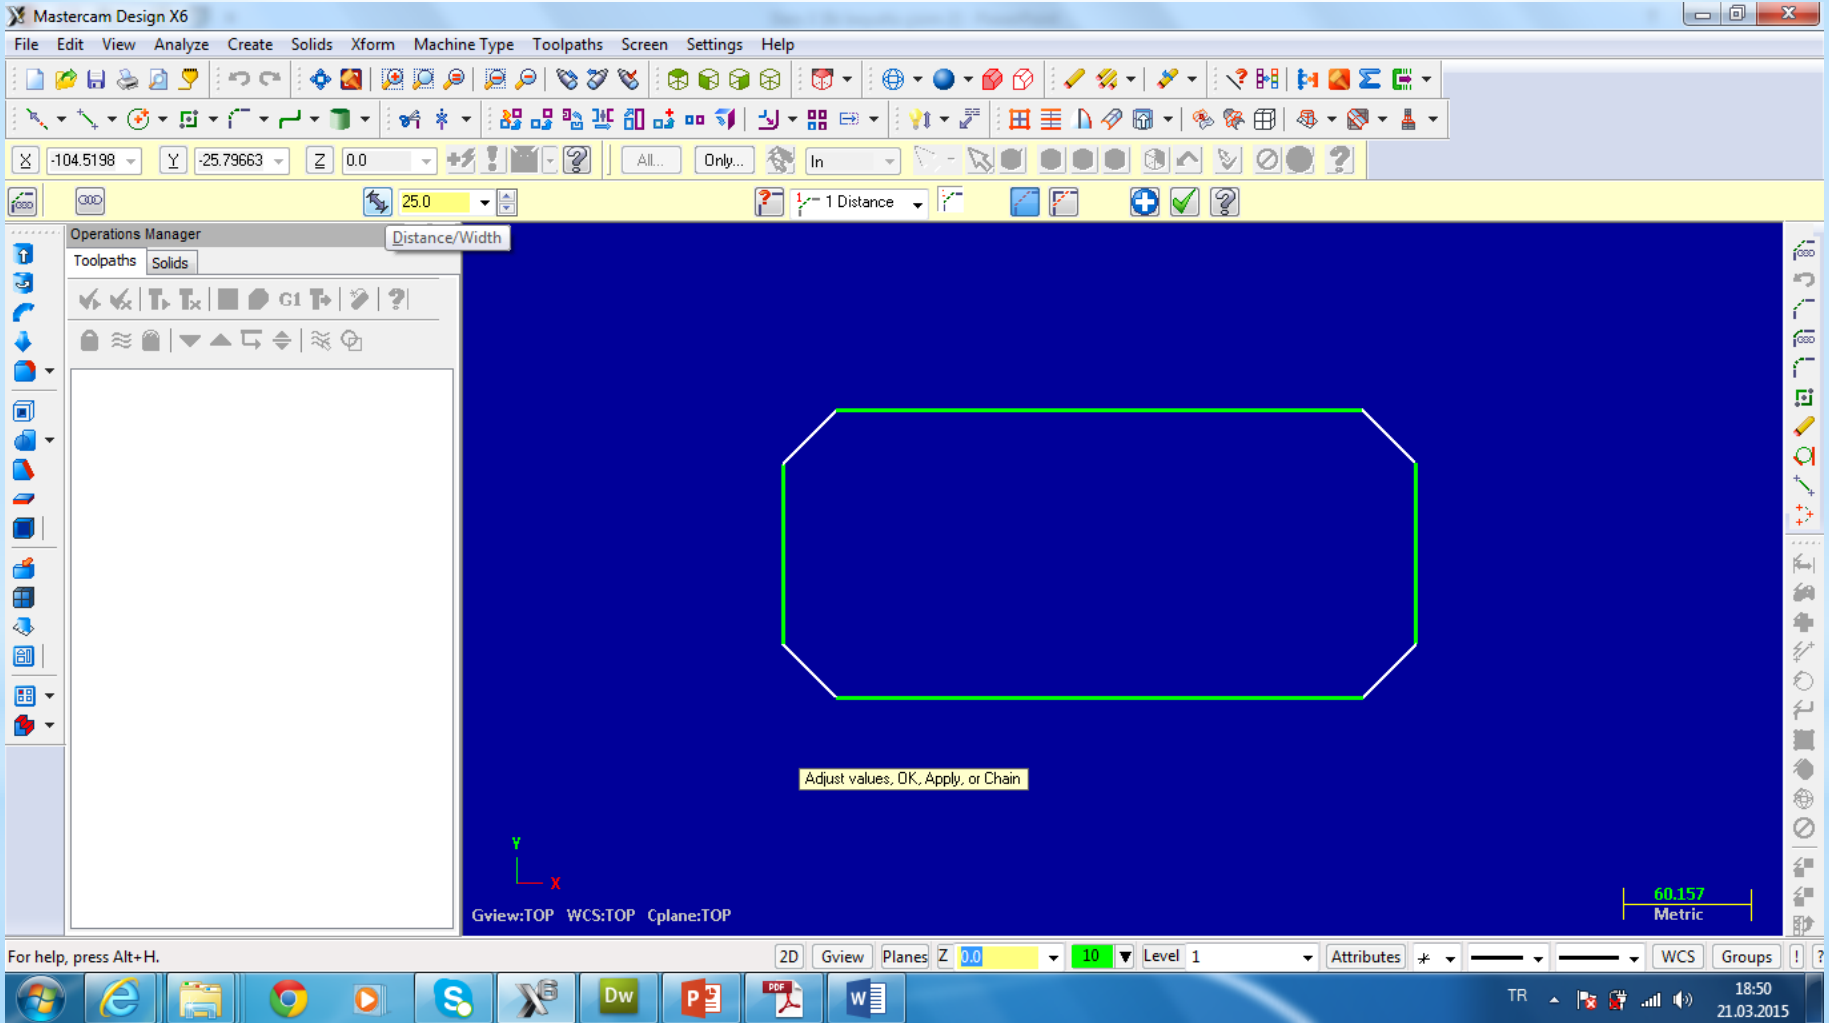 Mastercam Design X6
File Edit View Analyze Create Solids Xform Machine Type Toolpaths Screen Settings Help
X -104.5198 Y -25.79663 Z 0.0 All... Only... In
25.0 1 Distance
Distance/Width
Operations Manager
Toolpaths Solids
G1
Adjust values, OK, Apply, or Chain
Y
X
Gview:TOP WCS:TOP Cplane:TOP
60.157
Metric
For help, press Alt+H.
2D Gview Planes Z 0.0 10 Level 1 Attributes WCS Groups ! ?
Dw PDF TR
18:50
21.03.2015